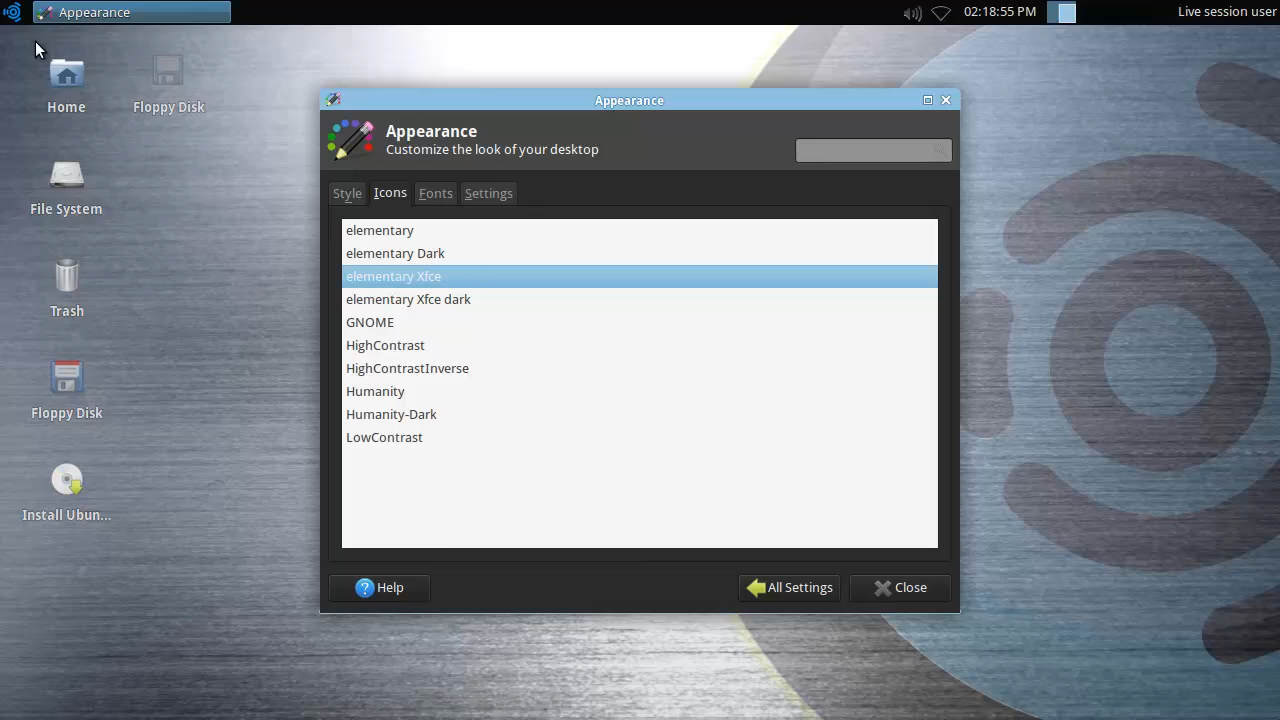 Appearance
02:18:55 PM
Live session user
Home
Floppy Disk
File System
Trash
Floppy Disk
Install Ubun...
Appearance
Appearance
Customize the look of your desktop
Style
Icons
Fonts
Settings
elementary
elementary Dark
elementary Xfce
elementary Xfce dark
GNOME
HighContrast
HighContrastInverse
Humanity
Humanity-Dark
LowContrast
? Help
All Settings
Close